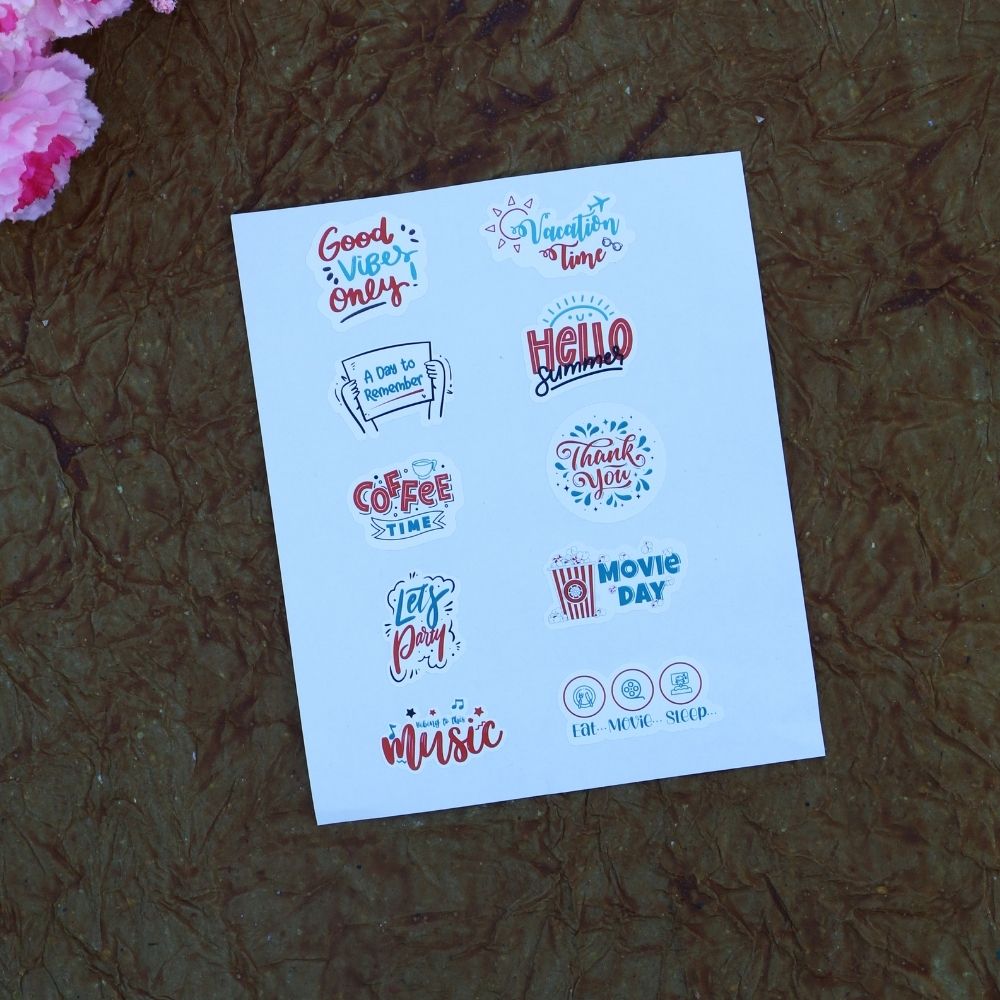 Good
Vibes
only!
Vacation
Time
A Day to
Remember
HELLO
Summer
COFFEE
TIME
Thank
You
Let's
Party
MOVIE
DAY
Vibing to this
music
Eat... Movie... Sleep...